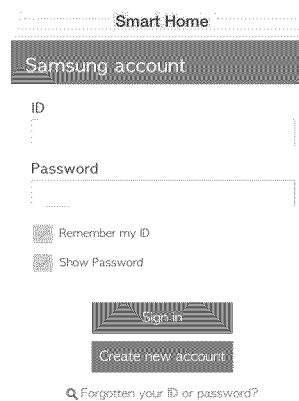 Smart Home
Samsung account
ID
Password
Remember my ID
Show Password
Sign in
Create new account
Forgotten your ID or password?